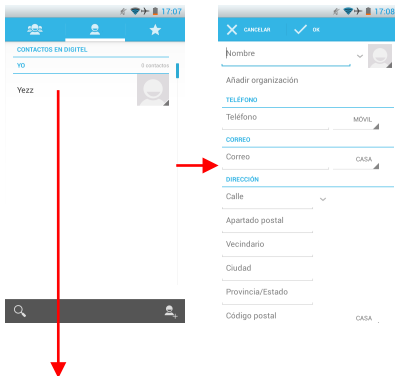 17:07
CONTACTOS EN DIGITEL
YO 0 contactos
Yezz
17:08
CANCELAR OK
Nombre
Añadir organización
TELÉFONO
Teléfono MÓVIL
CORREO
Correo CASA
DIRECCIÓN
Calle
Apartado postal
Vecindario
Ciudad
Provincia/Estado
Código postal CASA